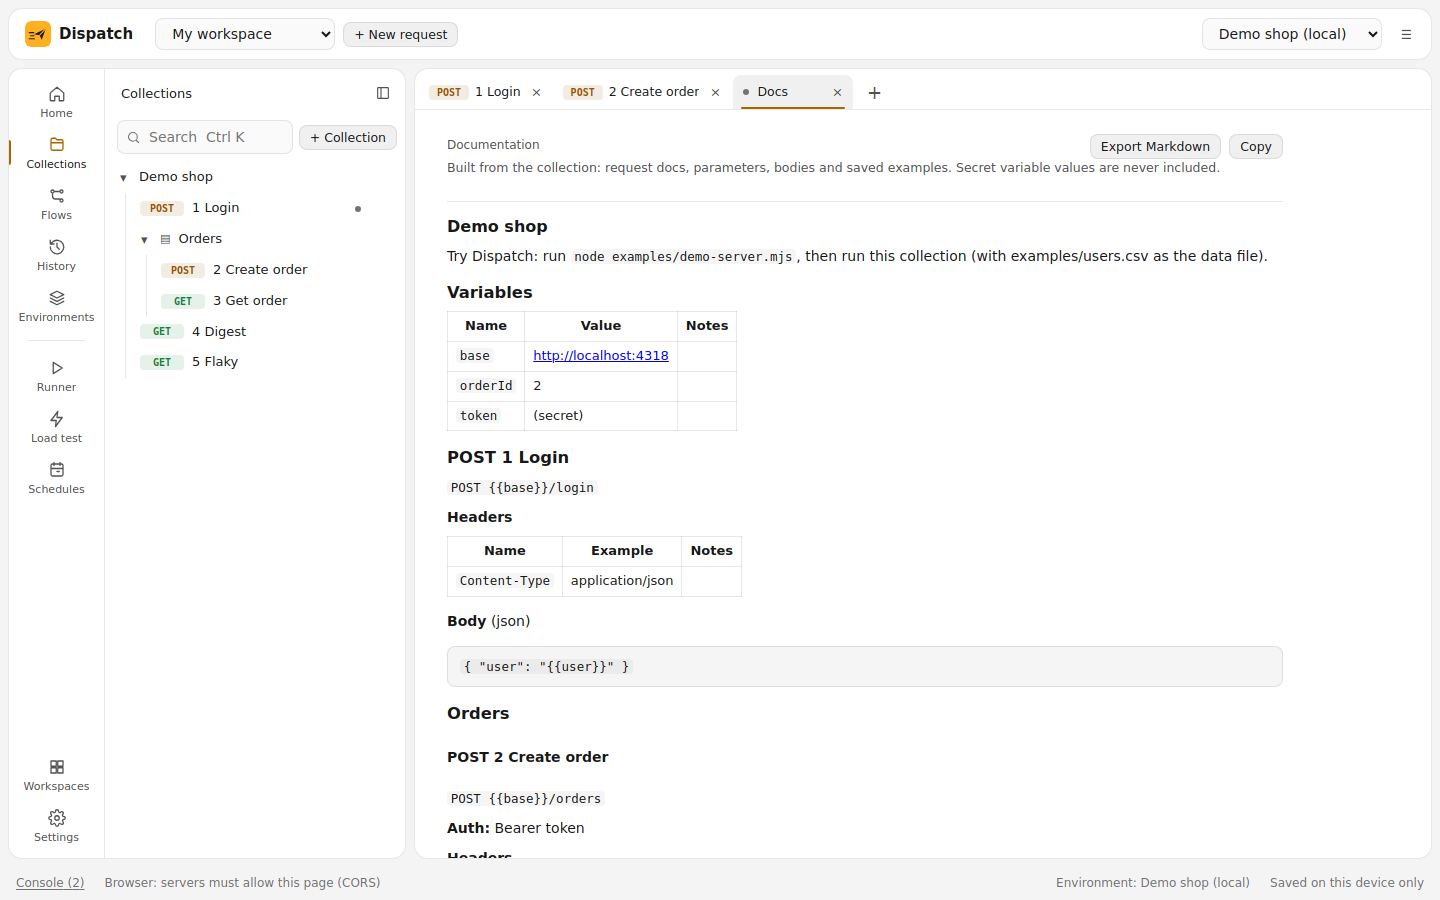 Dispatch
My workspace
+ New request
Demo shop (local)
Home
Collections
Flows
History
Environments
Runner
Load test
Schedules
Workspaces
Settings
Collections
Search Ctrl K
+ Collection
Demo shop
POST 1 Login
Orders
POST 2 Create order
GET 3 Get order
GET 4 Digest
GET 5 Flaky
POST 1 Login ×
POST 2 Create order ×
Docs ×
+
Documentation
Export Markdown
Copy
Built from the collection: request docs, parameters, bodies and saved examples. Secret variable values are never included.
Demo shop
Try Dispatch: run node examples/demo-server.mjs, then run this collection (with examples/users.csv as the data file).
Variables
Name Value Notes
base http://localhost:4318
orderId 2
token (secret)
POST 1 Login
POST {{base}}/login
Headers
Name Example Notes
Content-Type application/json
Body (json)
{ "user": "{{user}}" }
Orders
POST 2 Create order
POST {{base}}/orders
Auth: Bearer token
Headers
Console (2)
Browser: servers must allow this page (CORS)
Environment: Demo shop (local)
Saved on this device only